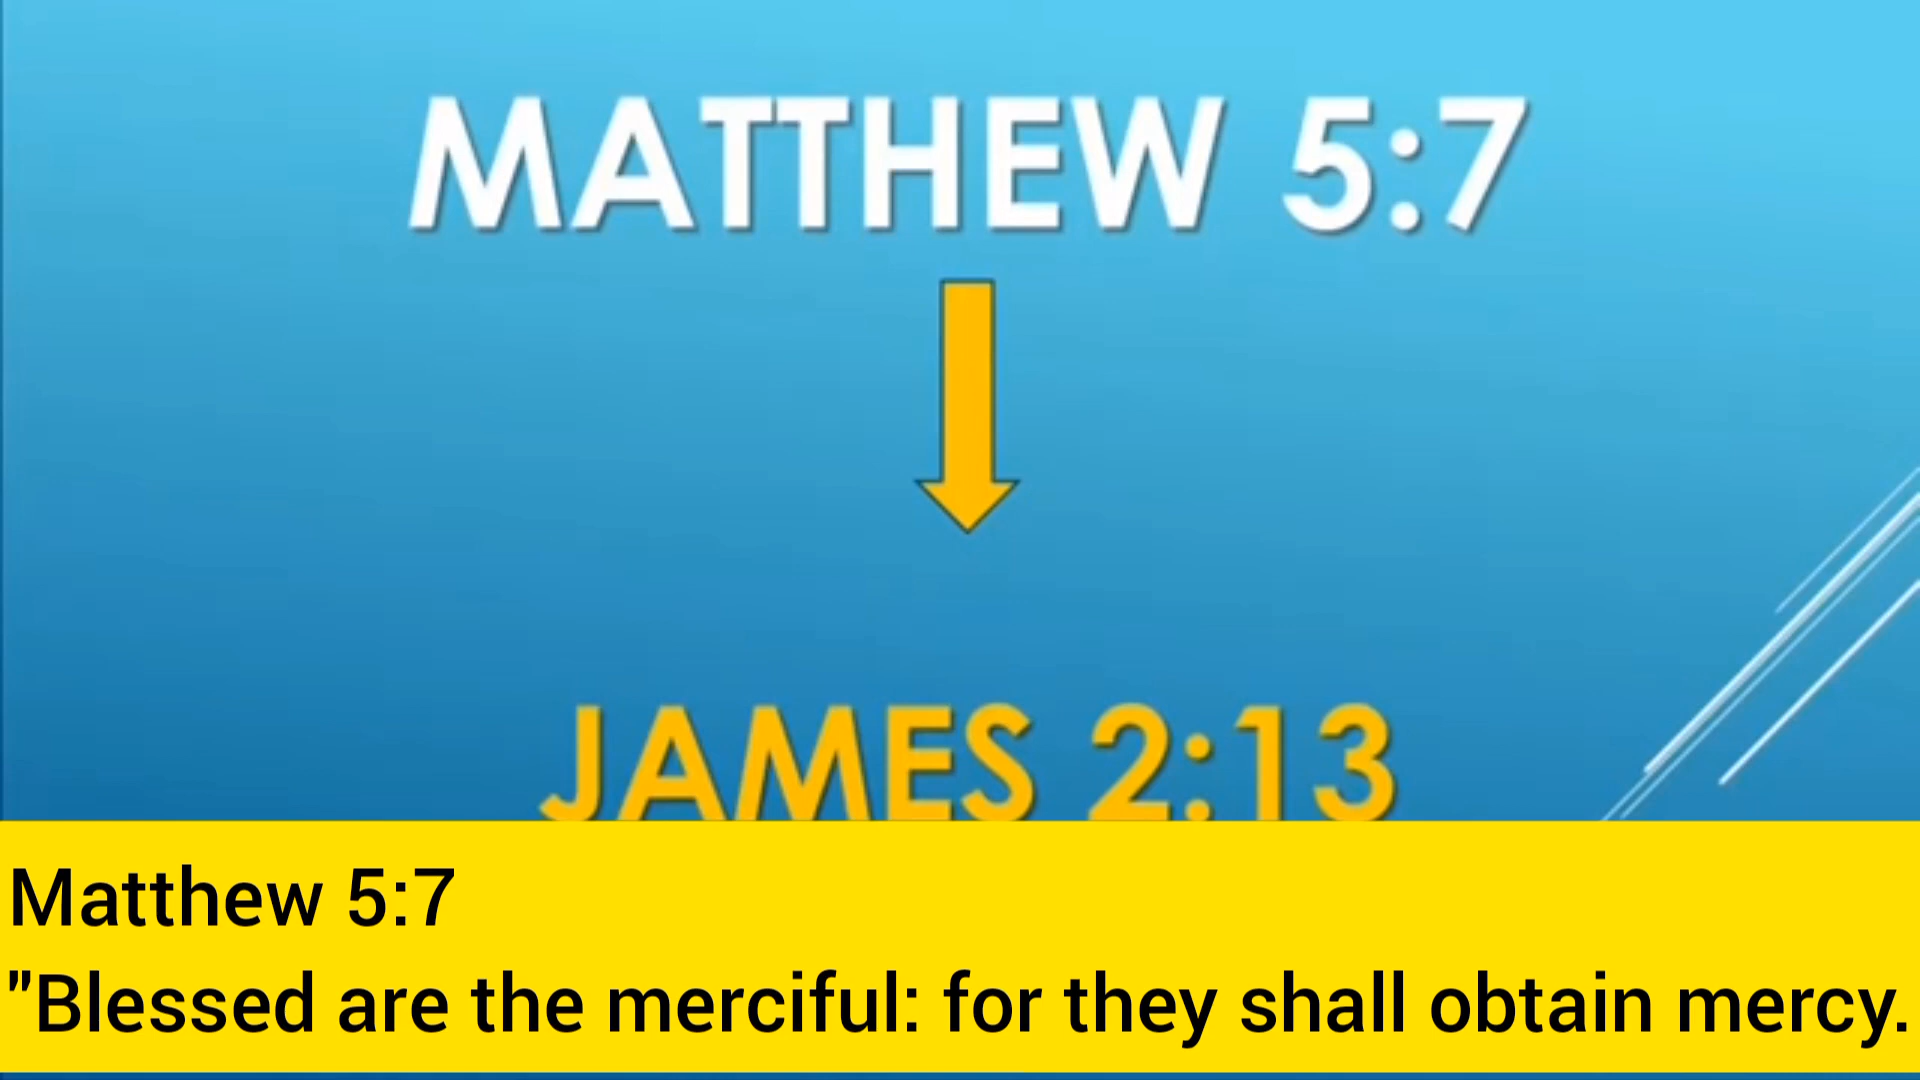 MATTHEW 5:7
JAMES 2:13
Matthew 5:7
"Blessed are the merciful: for they shall obtain mercy.